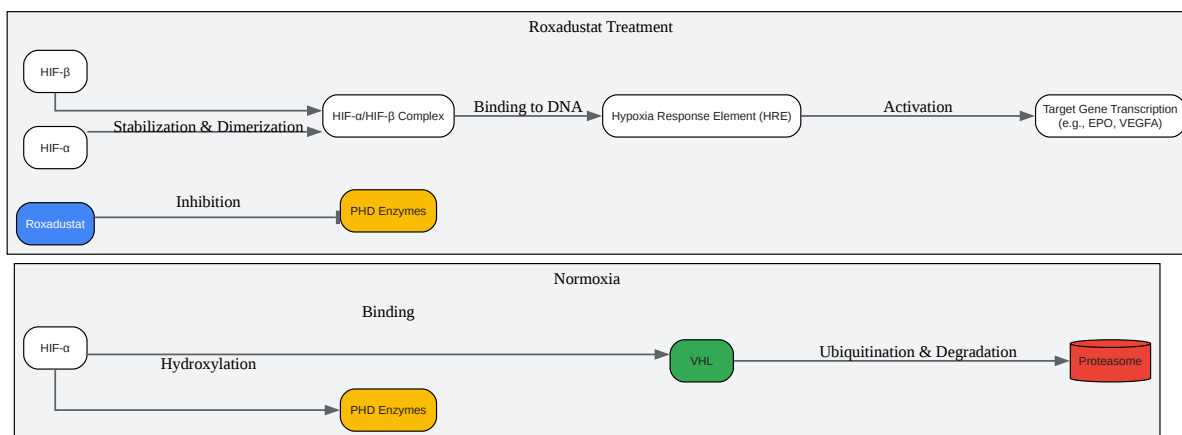 Roxadustat Treatment
HIF-β
HIF-α
Stabilization & Dimerization
HIF-α/HIF-β Complex
Binding to DNA
Hypoxia Response Element (HRE)
Activation
Target Gene Transcription
(e.g., EPO, VEGFA)
Roxadustat
Inhibition
PHD Enzymes
Normoxia
Binding
HIF-α
Hydroxylation
VHL
Ubiquitination & Degradation
Proteasome
PHD Enzymes